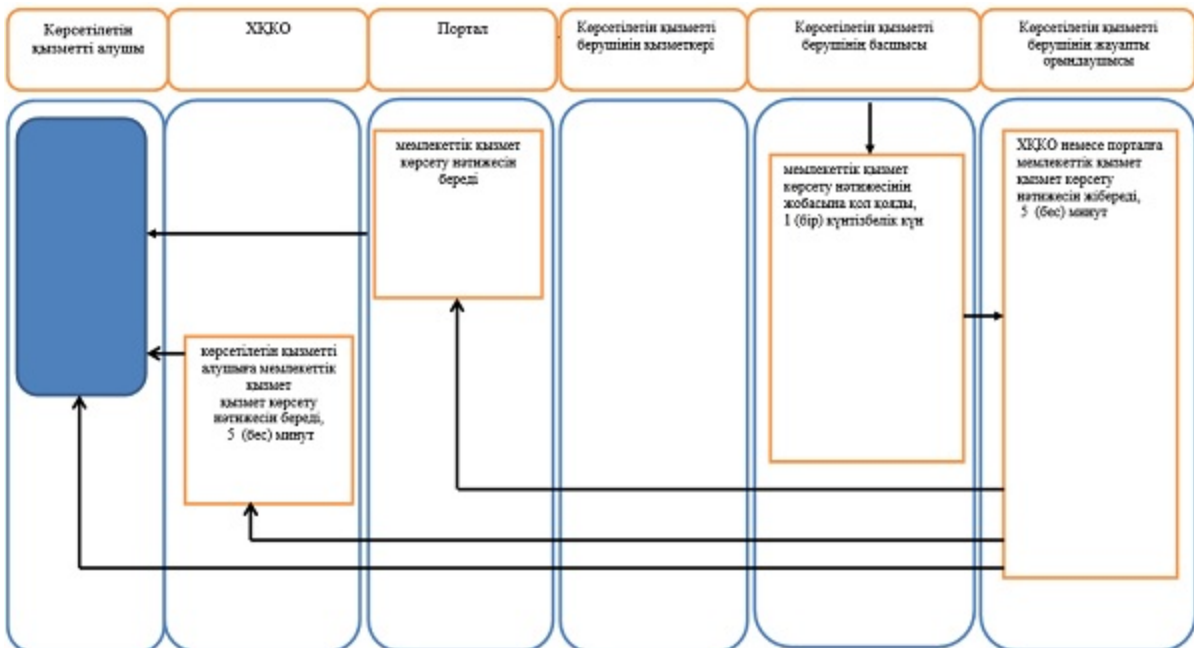 Көрсетілетін
қызметті алушы
ХҚКО
Портал
Көрсетілетін қызметті
берушінің қызметкері
Көрсетілетін қызметті
берушінің басшысы
Көрсетілетін қызметті
берушінің жауапты
орындаушысы
мемлекеттік қызмет
көрсету нәтижесін
береді
мемлекеттік қызмет
көрсету нәтижесінің
жобасына қол қояды,
1 (бір) күнтізбелік күн
ХҚКО немесе порталға
мемлекеттік қызмет
қызмет көрсету
нәтижесін жібереді,
5 (бес) минут
көрсетілетін қызметті
алушыға мемлекеттік
қызмет
қызмет көрсету
нәтижесін береді,
5 (бес) минут